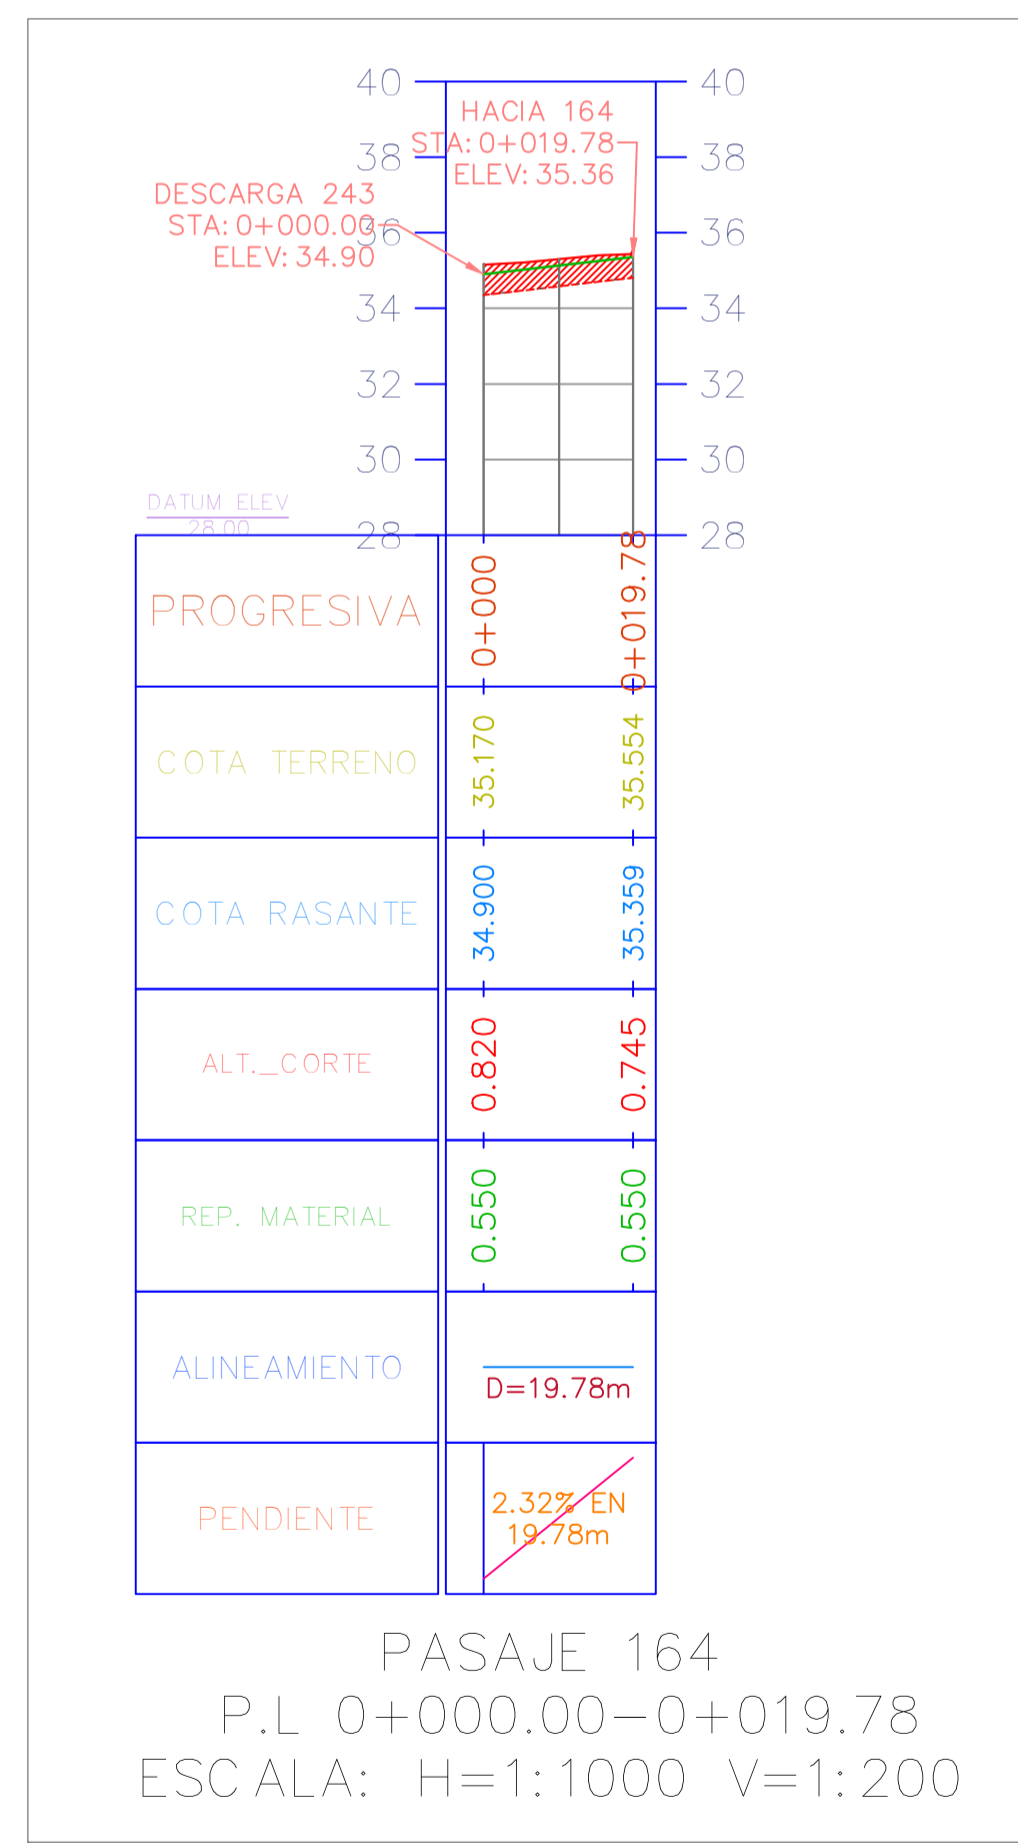 40 40
HACIA 164
STA: 0+019.78
ELEV: 35.36
38 38
DESCARGA 243
STA: 0+000.00
ELEV: 34.90
36 36
34 34
32 32
30 30
DATUM ELEV
28.00
28 28
PROGRESIVA 0+000 0+019.78
COTA TERRENO 35.170 35.554
COTA RASANTE 34.900 35.359
ALT._CORTE 0.820 0.745
REP. MATERIAL 0.550 0.550
ALINEAMIENTO D=19.78m
PENDIENTE 2.32% EN
19.78m
PASAJE 164
P.L 0+000.00-0+019.78
ESCALA: H=1:1000 V=1:200